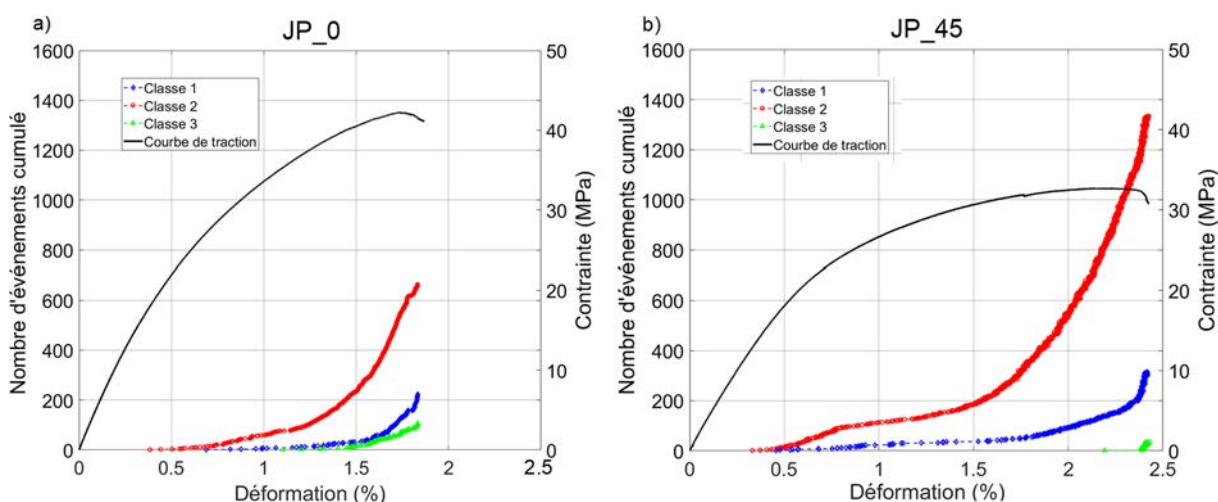 a)
JP_0
1600
1400
1200
1000
800
600
400
200
0
Nombre d'événements cumulé
Classe 1
Classe 2
Classe 3
Courbe de traction
50
40
30
20
10
0
Contrainte (MPa)
0
0.5
1
1.5
2
2.5
Déformation (%)
b)
JP_45
1600
1400
1200
1000
800
600
400
200
0
Nombre d'événements cumulé
Classe 1
Classe 2
Classe 3
Courbe de traction
50
40
30
20
10
0
Contrainte (MPa)
0
0.5
1
1.5
2
2.5
Déformation (%)